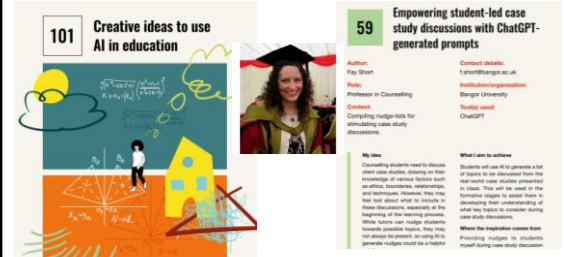 101
Creative ideas to use
AI in education
59
Empowering student-led case
study discussions with ChatGPT-
generated prompts
Author:
Fay Short
Role:
Professor in Counselling
Context:
Compiling nudge-lists for
stimulating case study
discussions.
Contact details:
f.short@bangor.ac.uk
Institution/organisation:
Bangor University
Tool(s) used:
ChatGPT
My idea
Counselling students need to discuss
client case studies, drawing on their
knowledge of various factors such
as ethics, boundaries, relationships,
and techniques. However, they may
feel lost about what to include in
these discussions, especially at the
beginning of the learning process.
While tutors can nudge students
towards possible topics, they may
not always be present, so using AI to
generate nudges could be a helpful
What I aim to achieve
Students will use AI to generate a list
of topics to be discussed from the
real-world case studies presented
in class. This will be used in the
formative stages to assist them in
developing their understanding of
what key topics to consider during
case study discussions.
Where the inspiration comes from
Providing nudges to students
myself during case study discussion